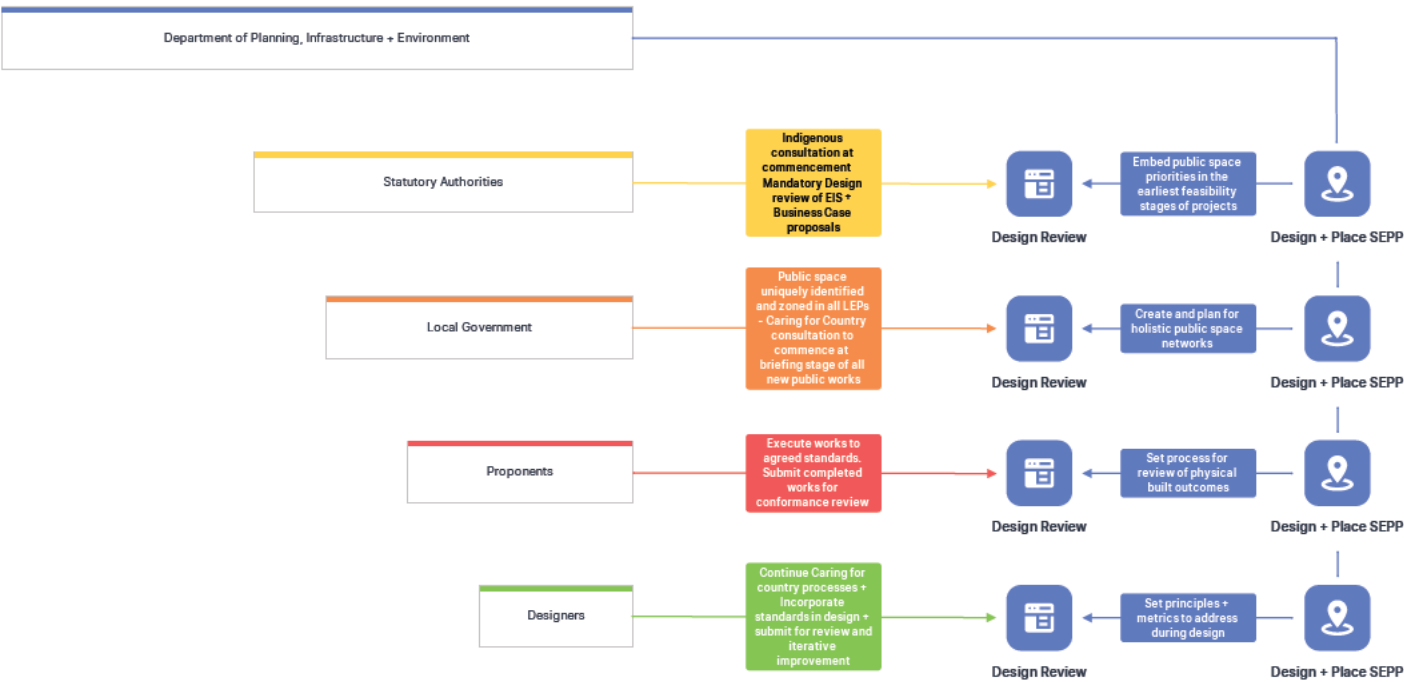 Department of Planning, Infrastructure + Environment
Statutory Authorities
Indigenous
consultation at
commencement
Mandatory Design
review of EIS +
Business Case
proposals
Design Review
Embed public space
priorities in the
earliest feasibility
stages of projects
Design + Place SEPP
Local Government
Public space
uniquely identified
and zoned in all LEPs
- Caring for Country
consultation to
commence at
briefing stage of all
new public works
Design Review
Create and plan for
holistic public space
networks
Design + Place SEPP
Proponents
Execute works to
agreed standards.
Submit completed
works for
conformance review
Design Review
Set process for
review of physical
built outcomes
Design + Place SEPP
Designers
Continue Caring for
country processes +
Incorporate
standards in design +
submit for review and
iterative
improvement
Design Review
Set principles +
metrics to address
during design
Design + Place SEPP